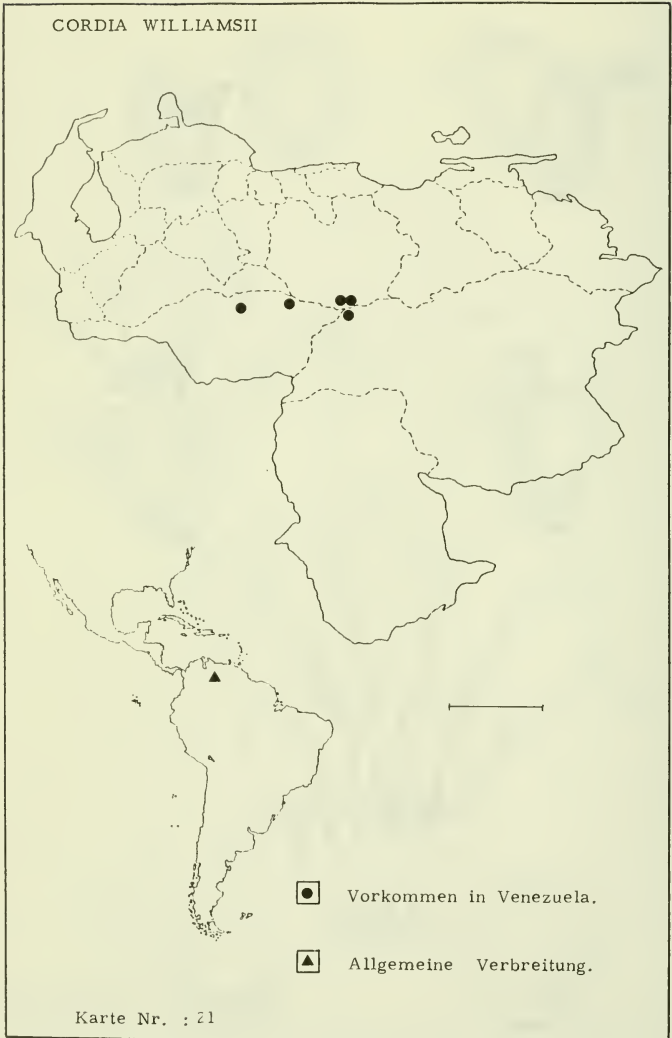 CORDIA WILLIAMSII
Vorkommen in Venezuela.
Allgemeine Verbreitung.
Karte Nr. : 21